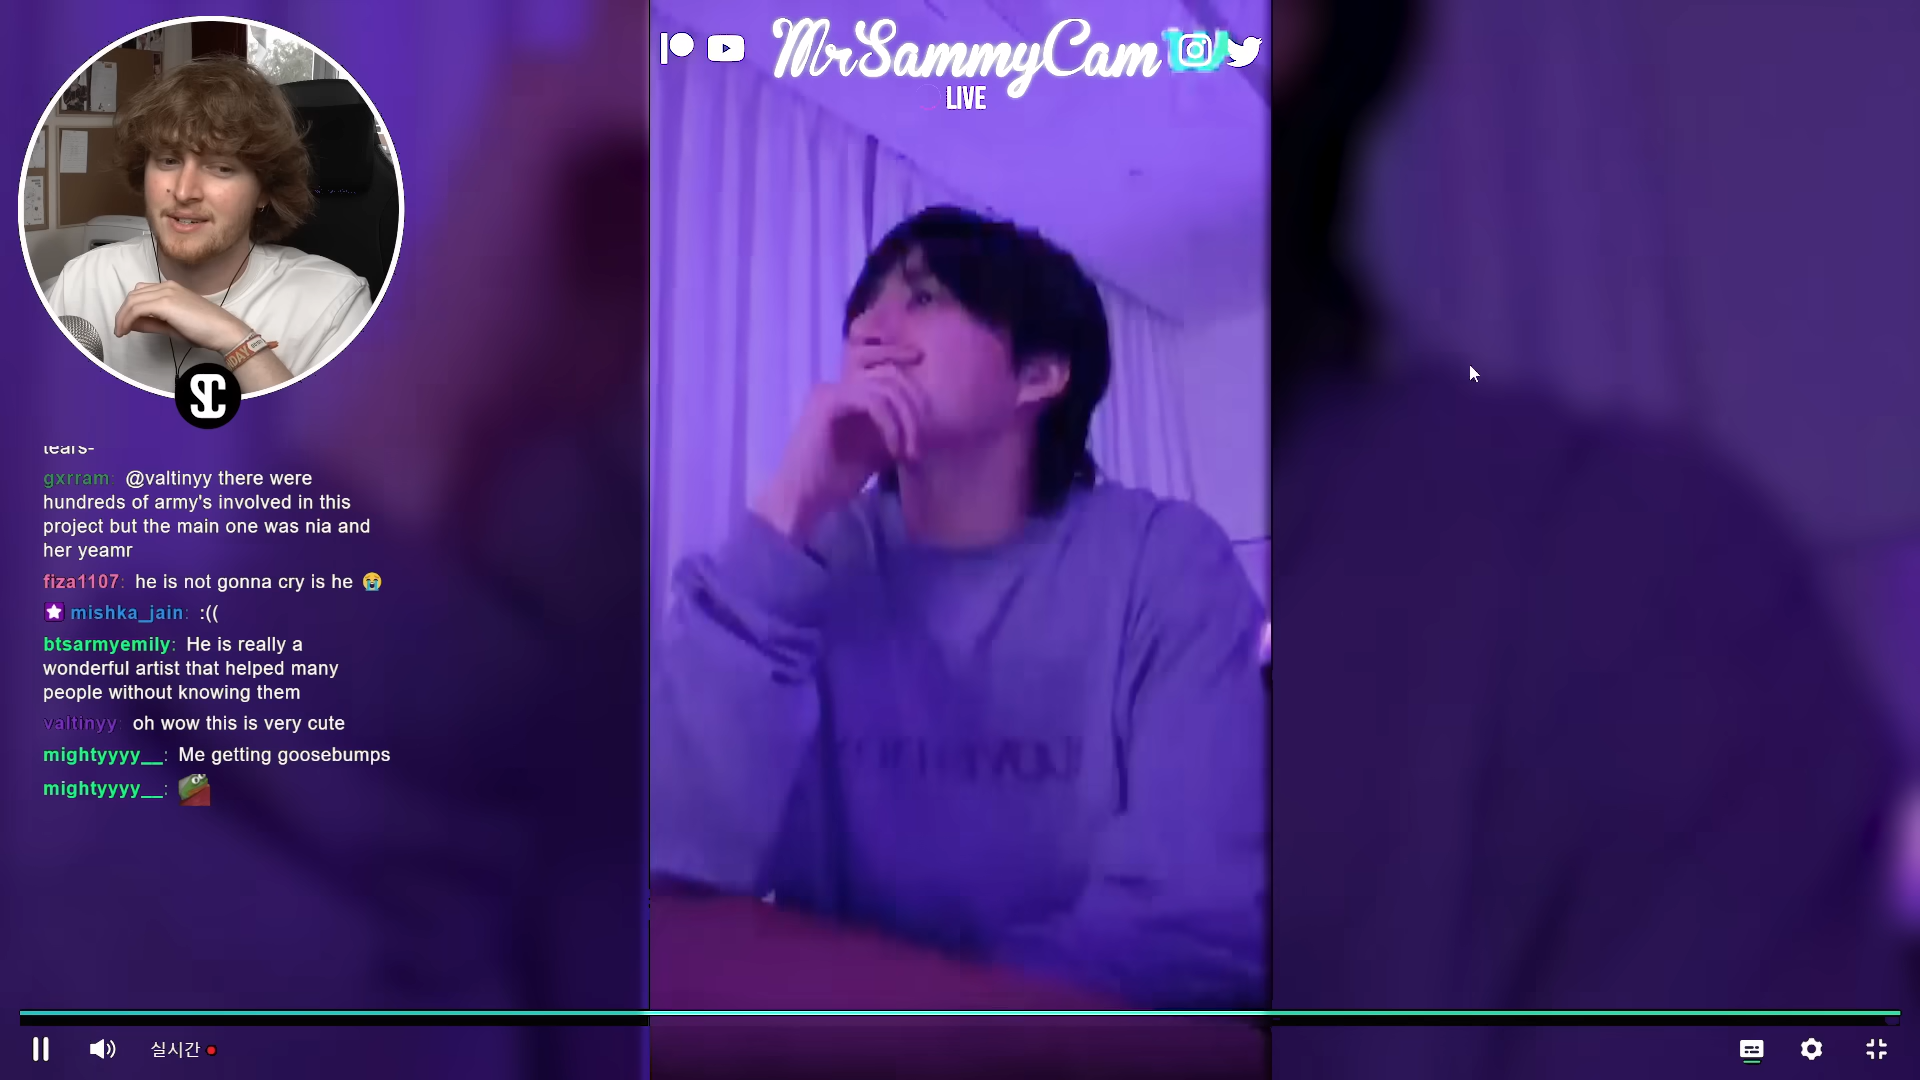 MrSammyCam
LIVE
SC
tears-
gxrram: @valtinyy there were
hundreds of army's involved in this
project but the main one was nia and
her yeamr
fiza1107: he is not gonna cry is he 😭
mishka_jain: :((
btsarmyemily: He is really a
wonderful artist that helped many
people without knowing them
valtinyy: oh wow this is very cute
mightyyyy__: Me getting goosebumps
mightyyyy__:
실시간